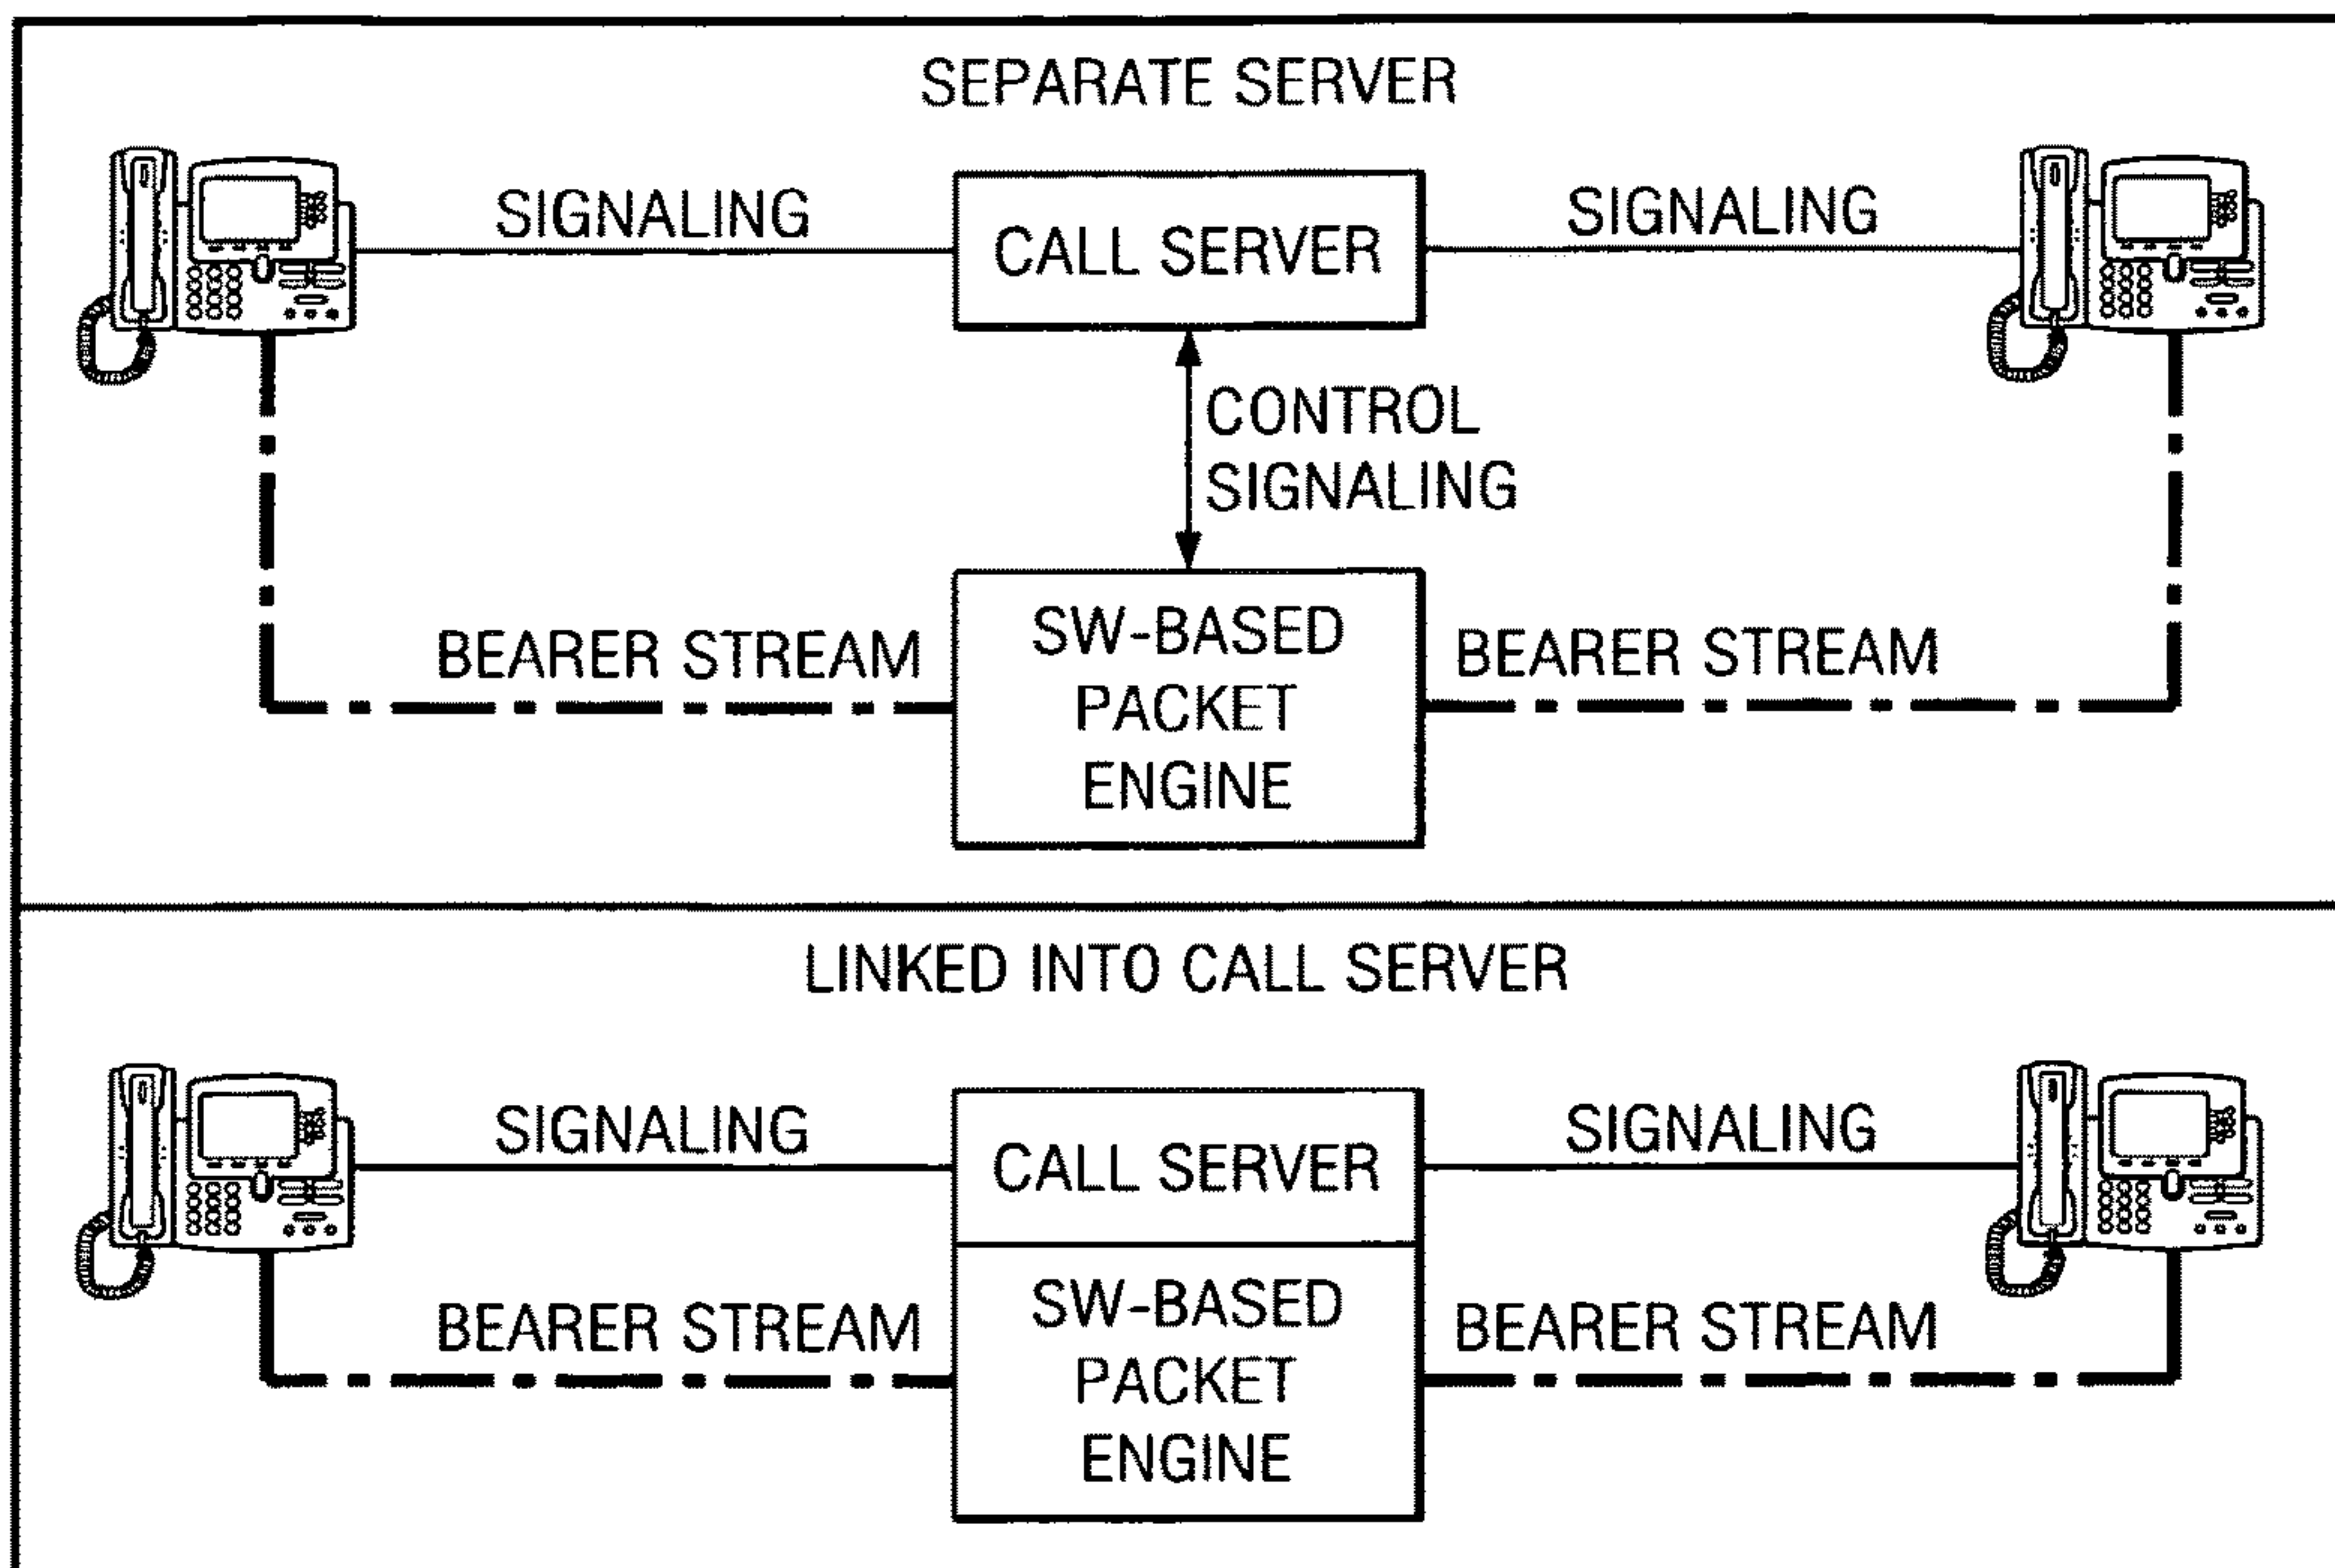 SEPARATE SERVER
SIGNALING
CALL SERVER
SIGNALING
CONTROL
SIGNALING
BEARER STREAM
SW-BASED
PACKET
ENGINE
BEARER STREAM
LINKED INTO CALL SERVER
SIGNALING
CALL SERVER
SIGNALING
BEARER STREAM
SW-BASED
PACKET
ENGINE
BEARER STREAM